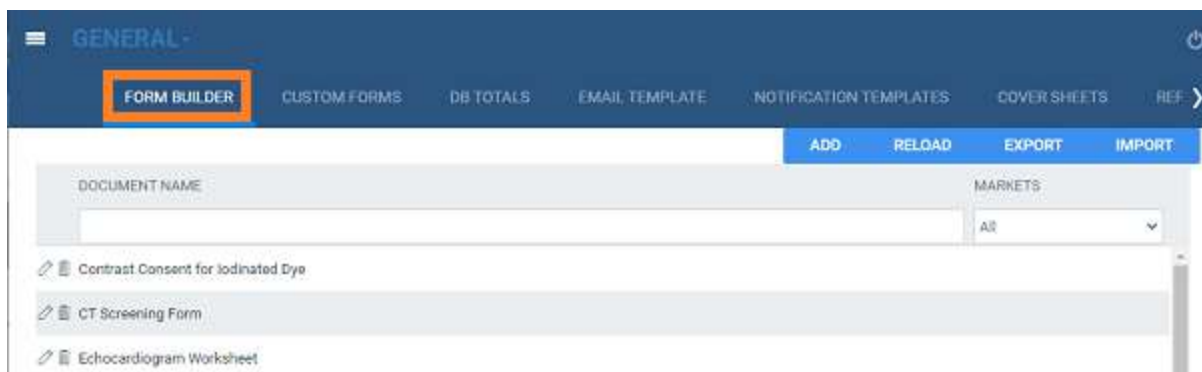 GENERAL-
FORM BUILDER CUSTOM FORMS DB TOTALS EMAIL TEMPLATE NOTIFICATION TEMPLATES COVER SHEETS REF
ADD RELOAD EXPORT IMPORT
DOCUMENT NAME MARKETS
All
Contrast Consent for Iodinated Dye
CT Screening Form
Echocardiogram Worksheet